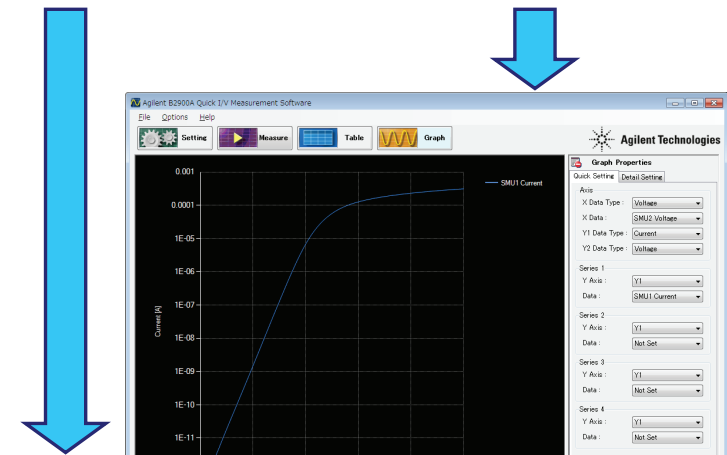 Agilent B2900A Quick I/V Measurement Software
File Options Help
Setting Measure Table Graph
Agilent Technologies
Graph Properties
Quick Setting Detail Setting
Axis
X Data Type : Voltage
X Data : SMU2 Voltage
Y1 Data Type : Current
Y2 Data Type : Voltage
Series 1
Y Axis : Y1
Data : SMU1 Current
Series 2
Y Axis : Y1
Data : Not Set
Series 3
Y Axis : Y1
Data : Not Set
Series 4
Y Axis : Y1
Data : Not Set
SMU1 Current
Current [A]
0.001
0.0001
1E-05
1E-06
1E-07
1E-08
1E-09
1E-10
1E-11